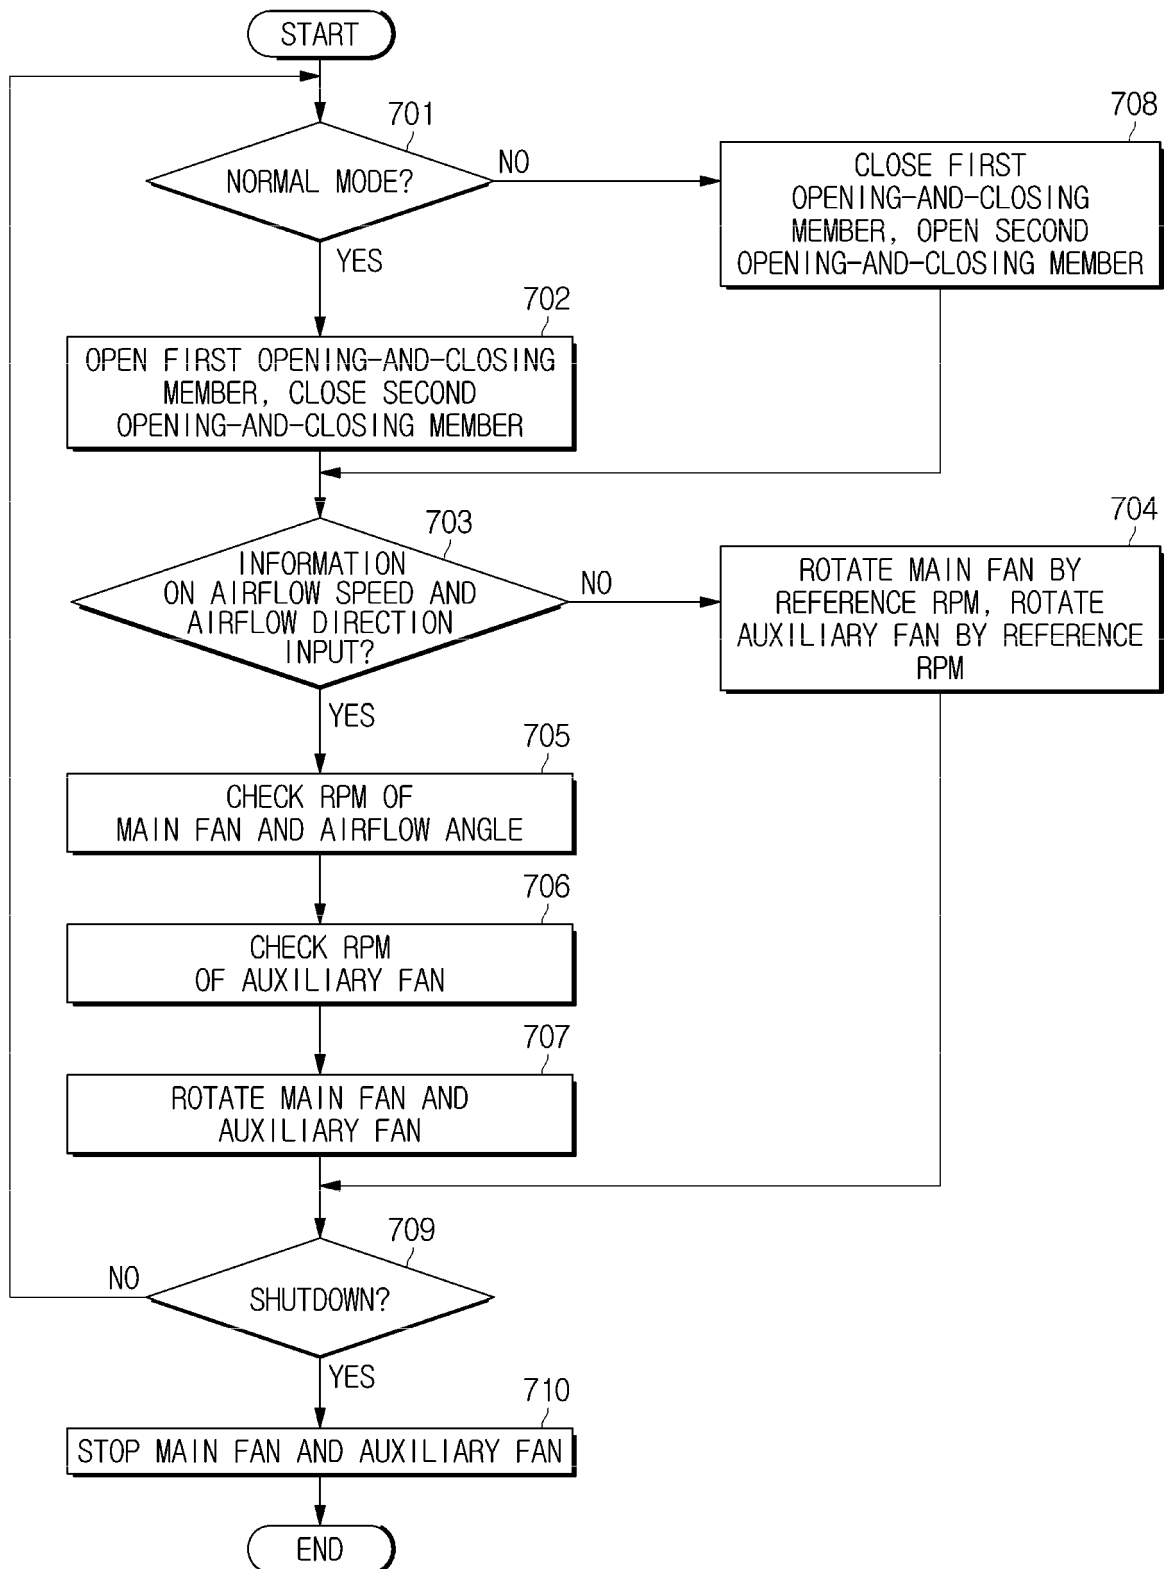 START
701
NORMAL MODE?
NO
YES
708
CLOSE FIRST
OPENING-AND-CLOSING
MEMBER, OPEN SECOND
OPENING-AND-CLOSING MEMBER
702
OPEN FIRST OPENING-AND-CLOSING
MEMBER, CLOSE SECOND
OPENING-AND-CLOSING MEMBER
703
INFORMATION
ON AIRFLOW SPEED AND
AIRFLOW DIRECTION
INPUT?
NO
YES
704
ROTATE MAIN FAN BY
REFERENCE RPM, ROTATE
AUXILIARY FAN BY REFERENCE
RPM
705
CHECK RPM OF
MAIN FAN AND AIRFLOW ANGLE
706
CHECK RPM
OF AUXILIARY FAN
707
ROTATE MAIN FAN AND
AUXILIARY FAN
709
SHUTDOWN?
NO
YES
710
STOP MAIN FAN AND AUXILIARY FAN
END